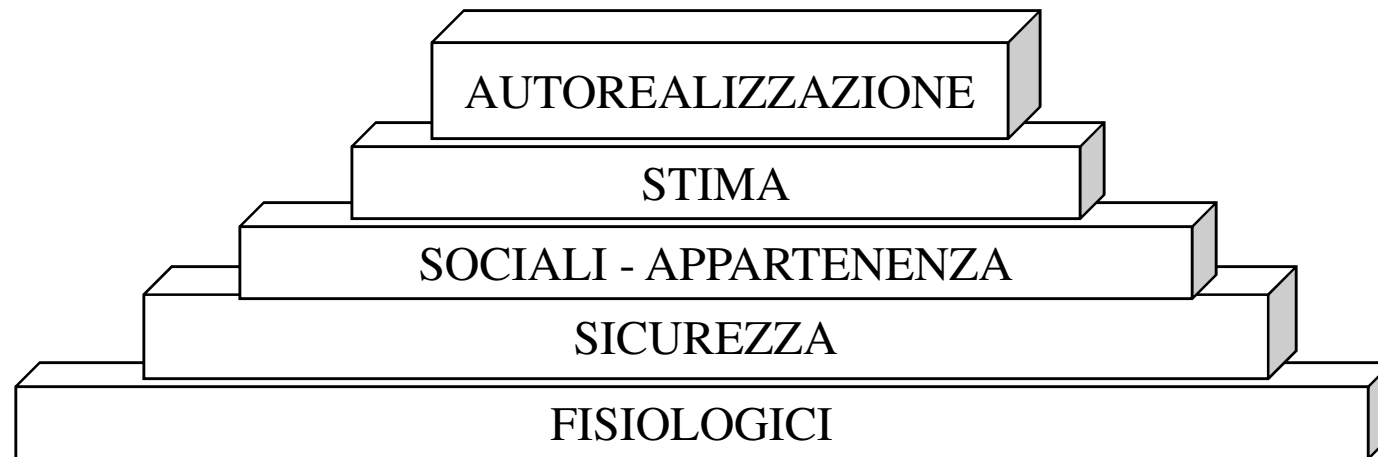 AUTOREALIZZAZIONE
STIMA
SOCIALI - APPARTENENZA
SICUREZZA
FISIOLOGICI